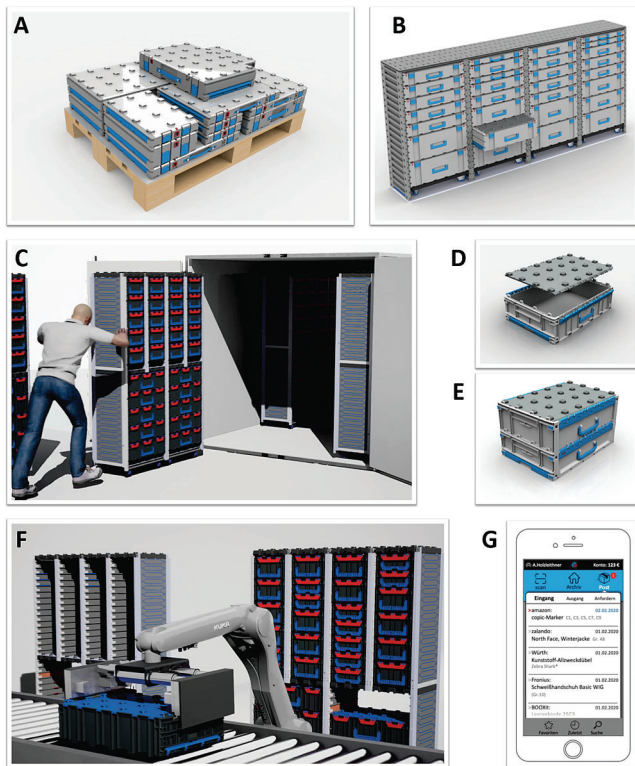 A
B
C
D
E
F
KUKA
G
A.Hobleithner Konto: 123 €
scan Archiv Post
Eingang Ausgang Anfordern
>amazon: 02.02.2020
copic-Marker C1, C3, C5, C7, C9
>zalando: 01.02.2020
North Face, Winterjacke Gr. 48
>Würth: 01.02.2020
Kunststoff-Allzweckdübel
Zebra Shark®
>Fronius: 01.02.2020
Schweißhandschuh Basic WIG
(Gr.10)
>BOOXit: 01.02.2020
Favoriten Zuletzt Suche